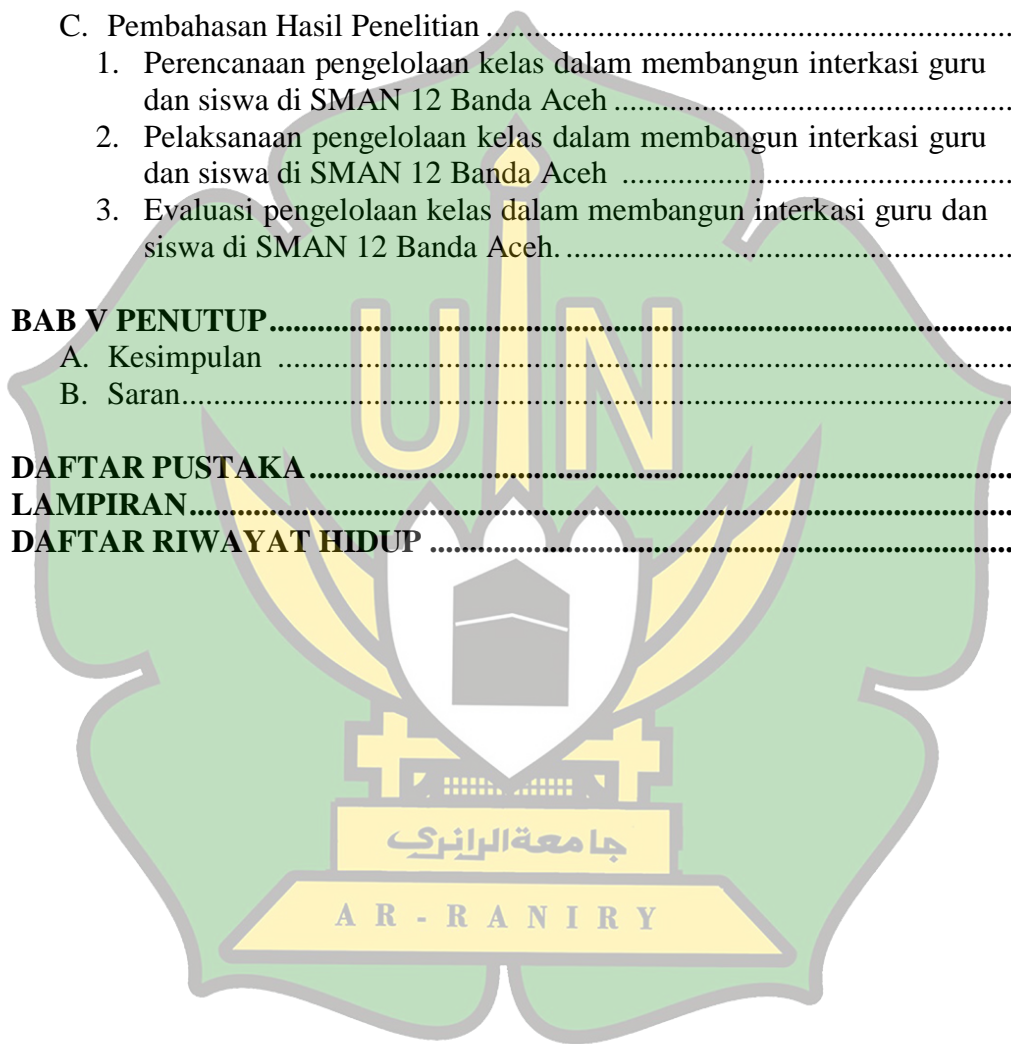 C. Pembahasan Hasil Penelitian ........................................................................
1. Perencanaan pengelolaan kelas dalam membangun interkasi guru
dan siswa di SMAN 12 Banda Aceh ......................................................
2. Pelaksanaan pengelolaan kelas dalam membangun interkasi guru
dan siswa di SMAN 12 Banda Aceh .....................................................
3. Evaluasi pengelolaan kelas dalam membangun interkasi guru dan
siswa di SMAN 12 Banda Aceh. ............................................................
BAB V PENUTUP.............................................................................................
A. Kesimpulan ...............................................................................................
B. Saran...........................................................................................................
DAFTAR PUSTAKA........................................................................................
LAMPIRAN.......................................................................................................
DAFTAR RIWAYAT HIDUP .........................................................................
UIN
جامعة الرانري
AR-RANIRY